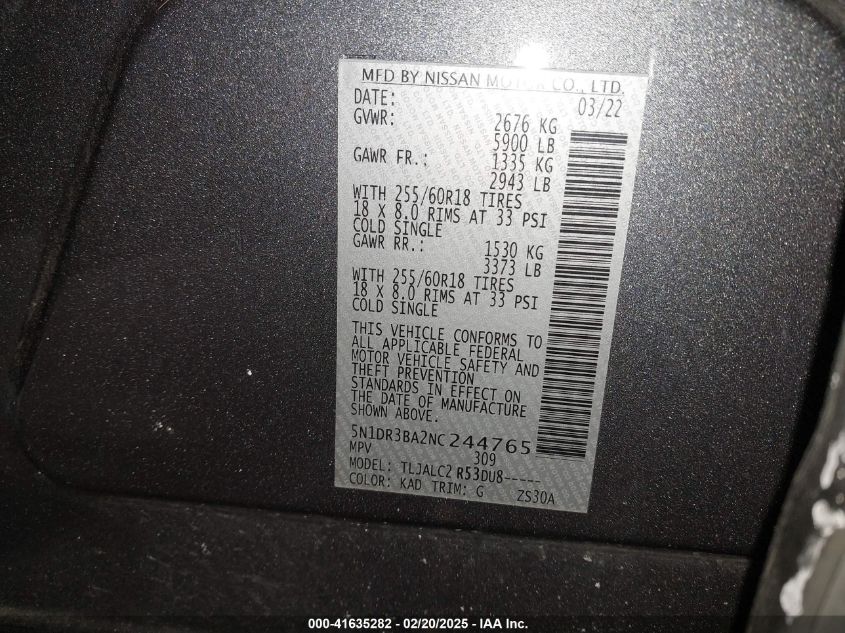 MFD BY NISSAN MOTOR CO., LTD.
DATE: 03/22
GVWR: 2676 KG
5900 LB
GAWR FR.: 1335 KG
2943 LB
WITH 255/60R18 TIRES
18 X 8.0 RIMS AT 33 PSI
COLD SINGLE
GAWR RR.: 1530 KG
3373 LB
WITH 255/60R18 TIRES
18 X 8.0 RIMS AT 33 PSI
COLD SINGLE
THIS VEHICLE CONFORMS TO
ALL APPLICABLE FEDERAL
MOTOR VEHICLE SAFETY AND
THEFT PREVENTION
STANDARDS IN EFFECT ON
THE DATE OF MANUFACTURE
SHOWN ABOVE.
5N1DR3BA2NC244765
MPV 309
MODEL: TLJALC2 R53DU8-----
COLOR: KAD TRIM: G ZS30A
000-41635282 - 02/20/2025 - IAA Inc.